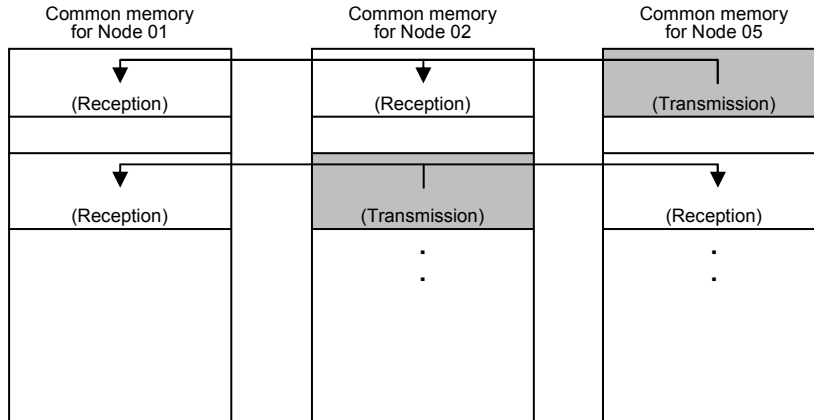 Common memory
for Node 01
Common memory
for Node 02
Common memory
for Node 05
(Reception)
(Reception)
(Transmission)
(Reception)
(Transmission)
(Reception)